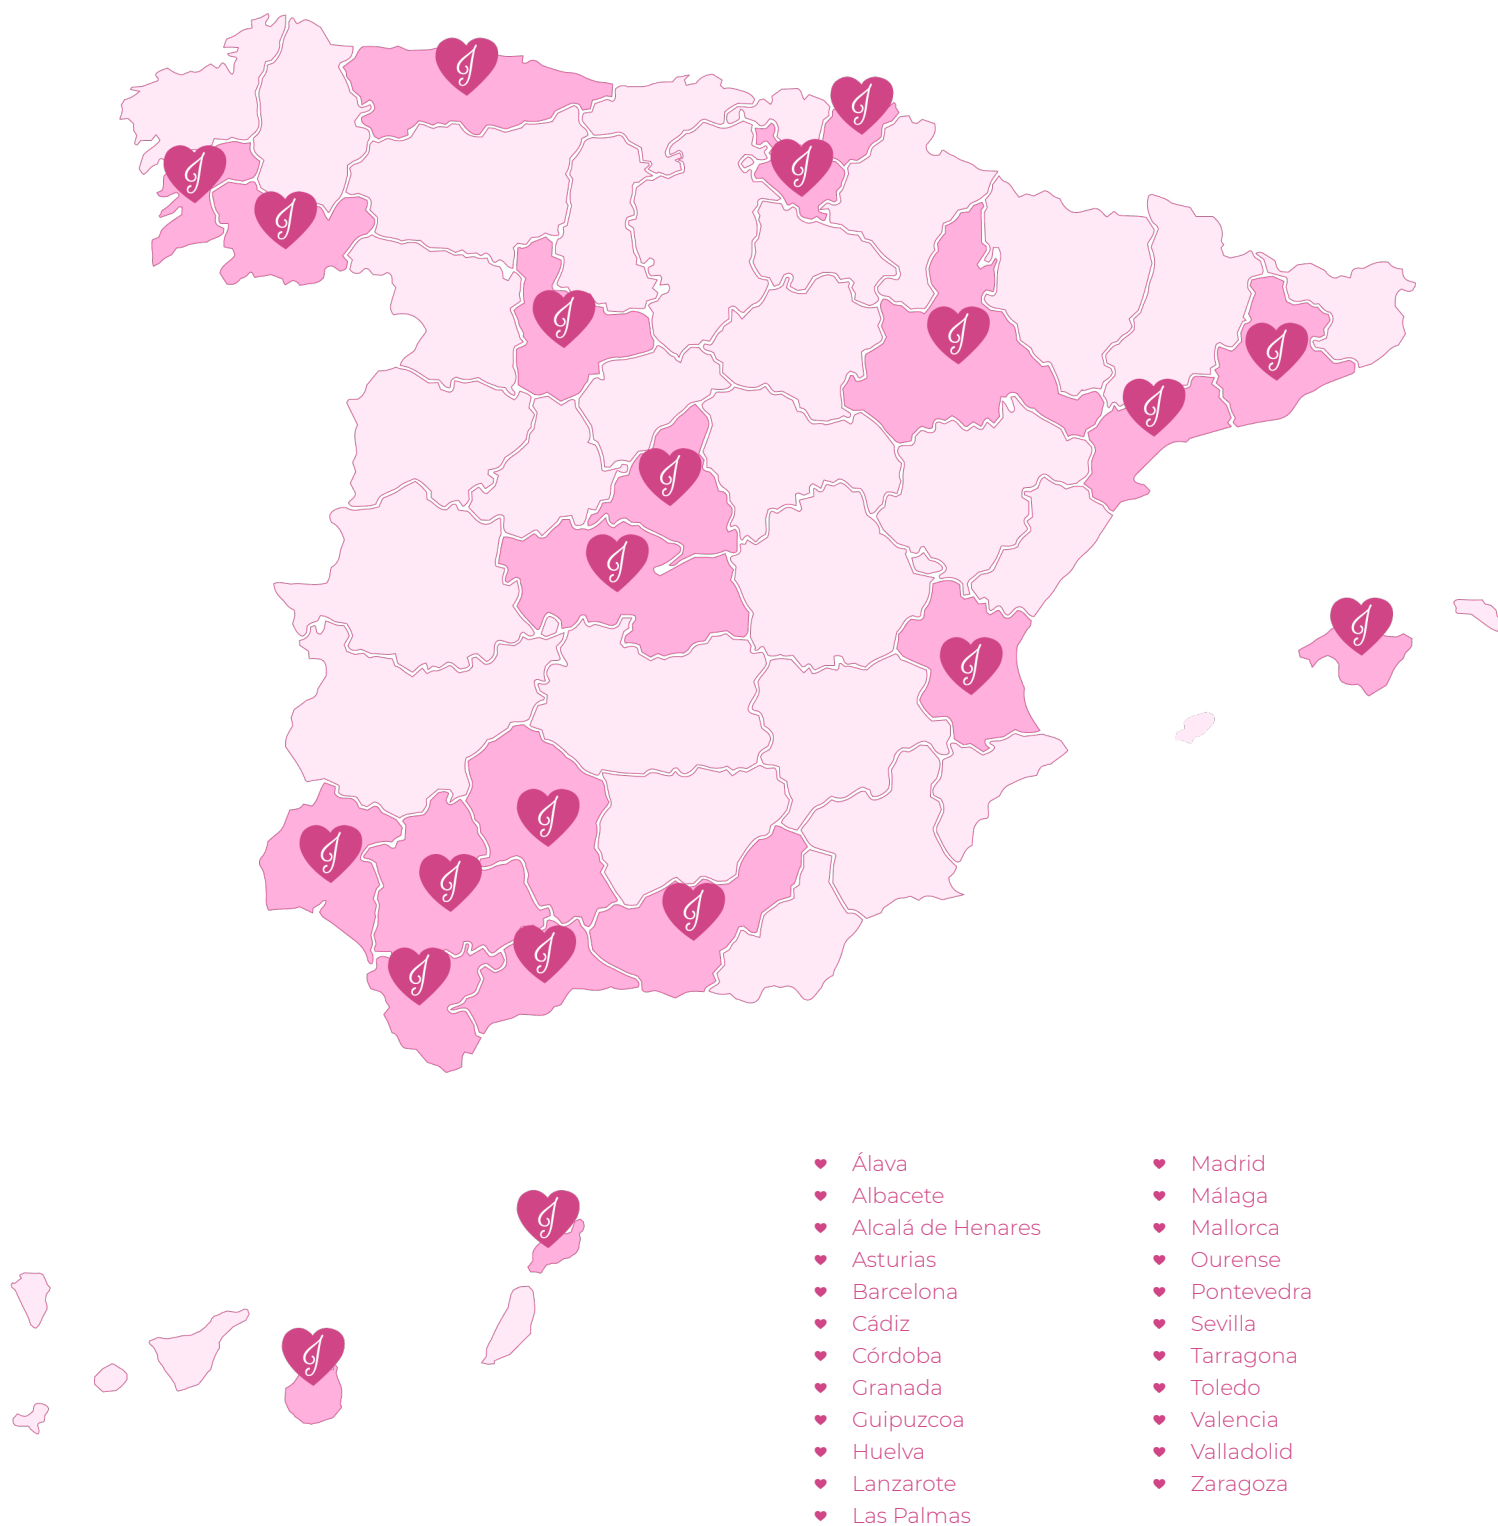 Álava
Albacete
Alcalá de Henares
Asturias
Barcelona
Cádiz
Córdoba
Granada
Guipuzcoa
Huelva
Lanzarote
Las Palmas
Madrid
Málaga
Mallorca
Ourense
Pontevedra
Sevilla
Tarragona
Toledo
Valencia
Valladolid
Zaragoza